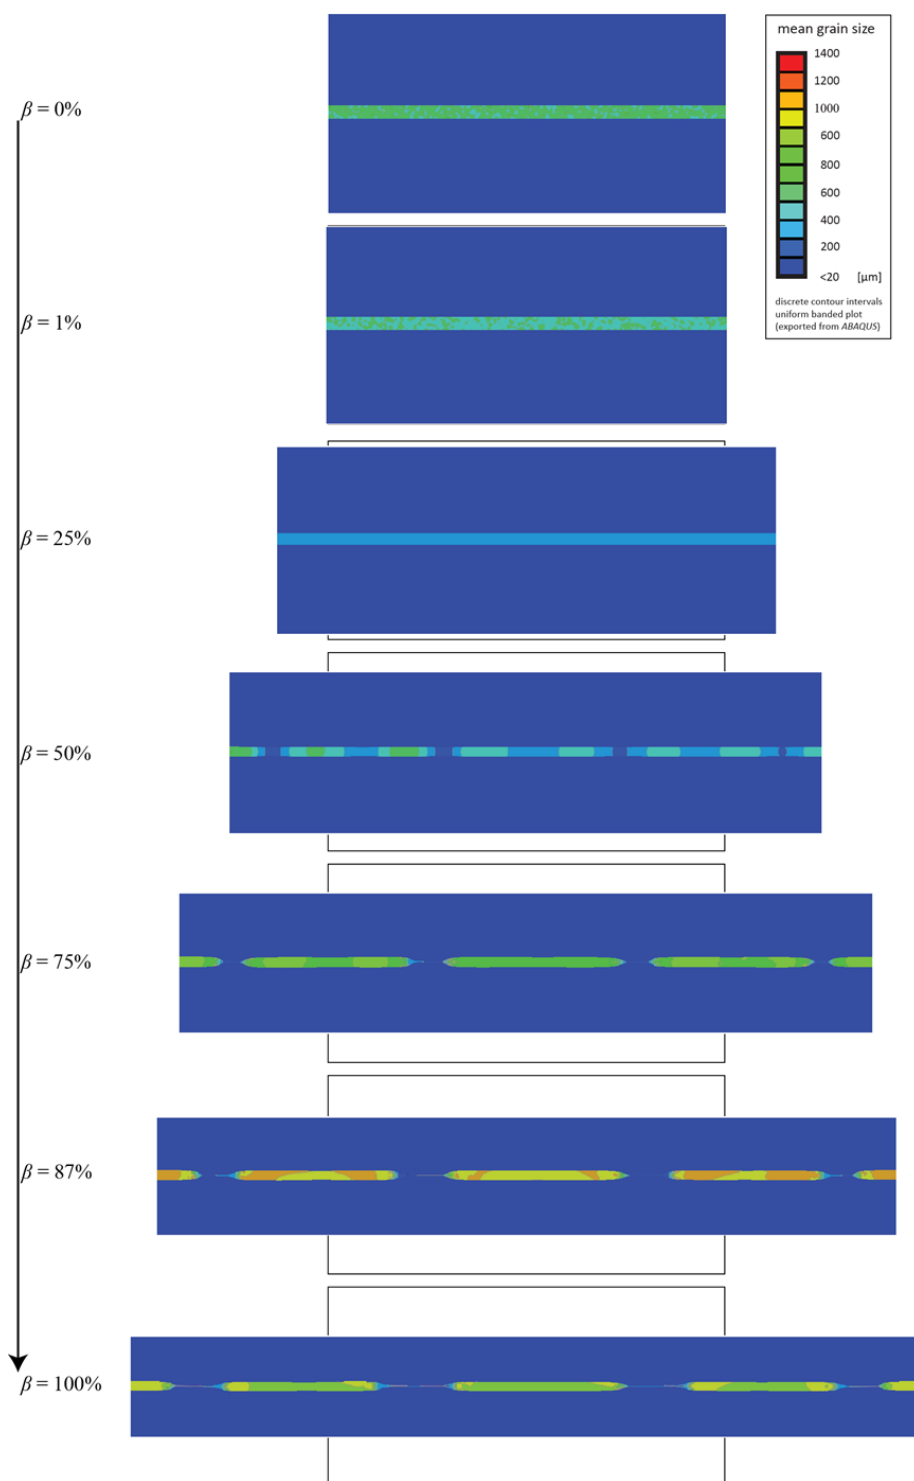 mean grain size
1400
1200
1000
600
800
600
400
200
<20 [µm]
discrete contour intervals
uniform banded plot
(exported from ABAQUS)
β = 0%
β = 1%
β = 25%
β = 50%
β = 75%
β = 87%
β = 100%